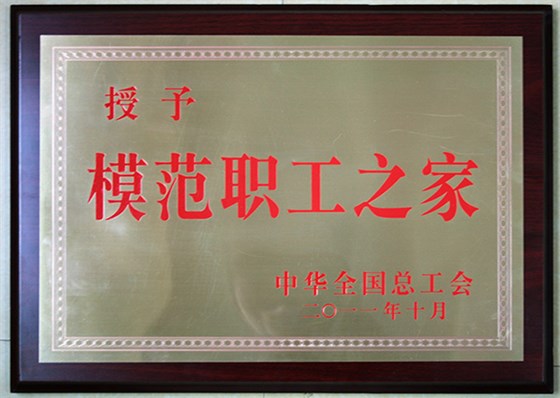 授予
模范职工之家
中华全国总工会
二〇一一年十月